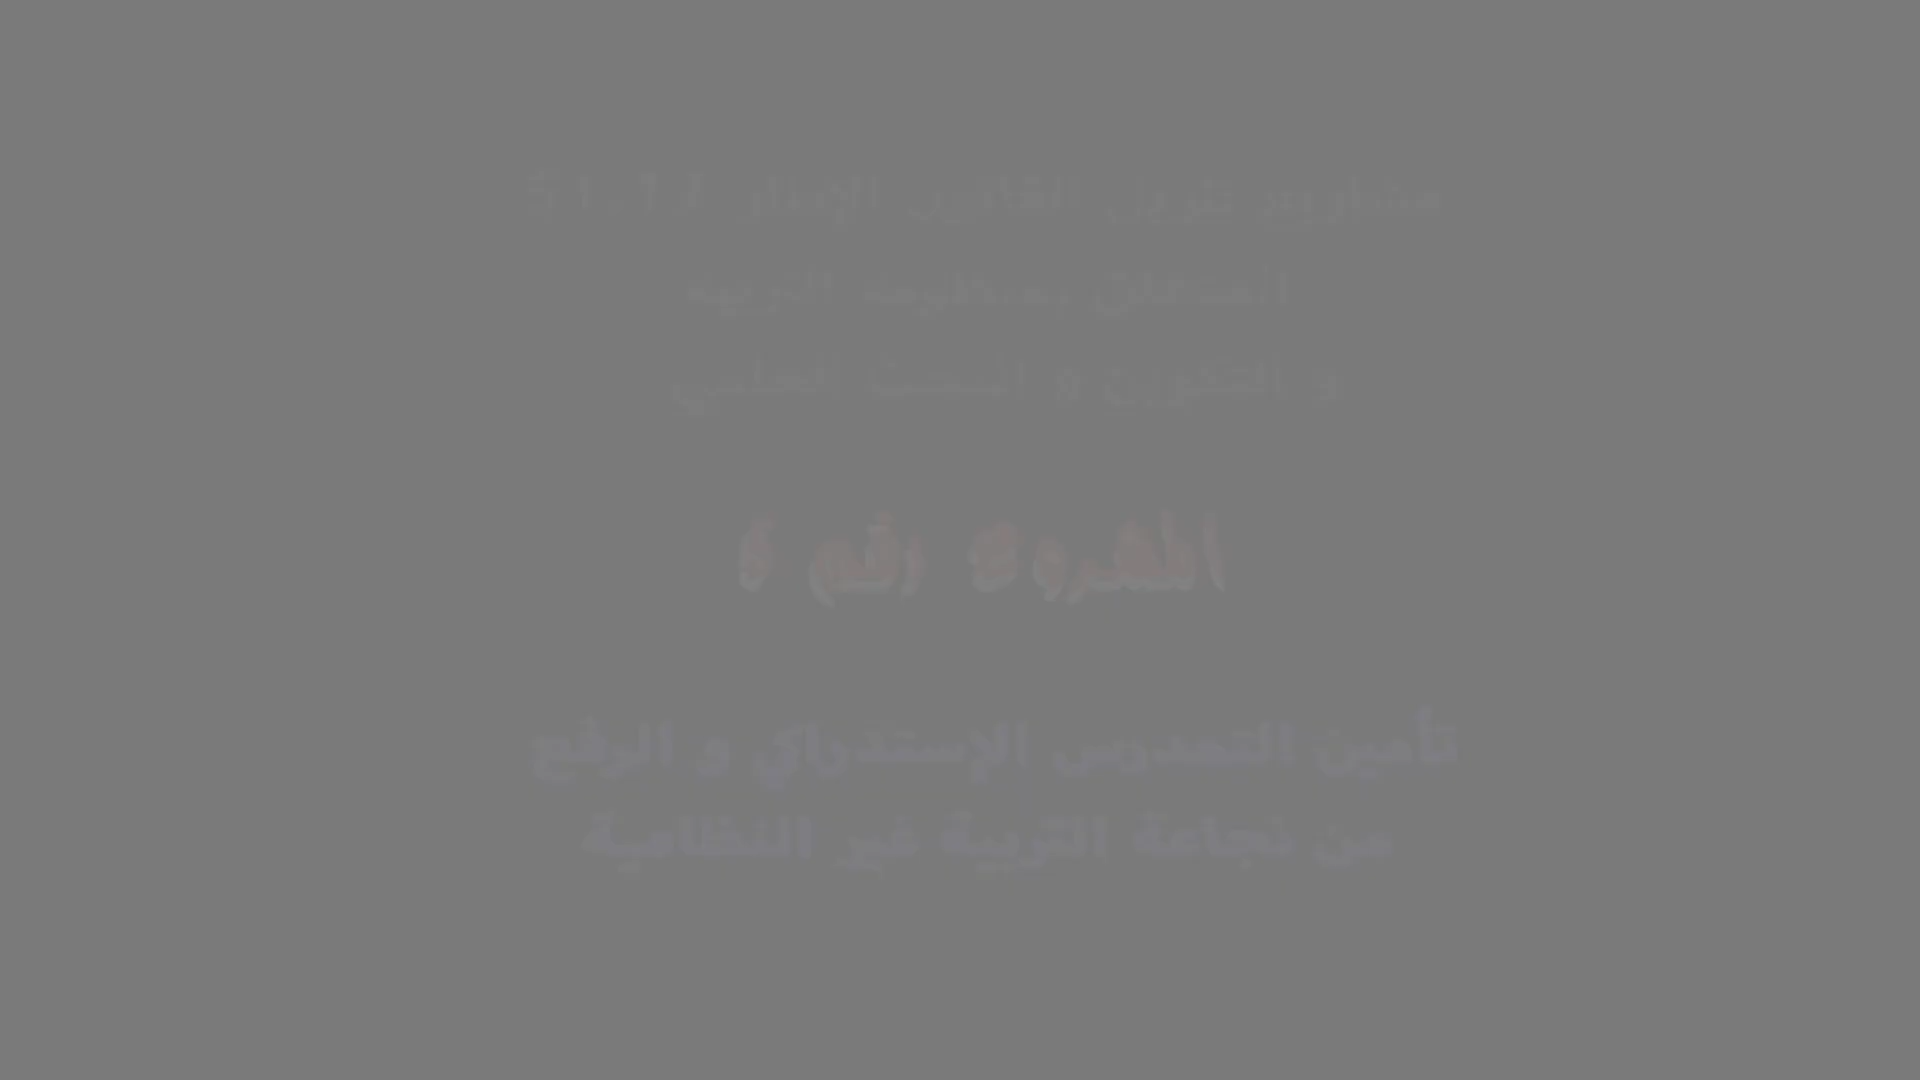 مشاريع تنزيل القانون الإطار 51.17
المتعلق بمنظومة التربية
و التكوين و البحث العلمي
المشروع رقم 6
تأمين التمدرس الإستدراكي و الرفع
من نجاعة التربية غير النظامية